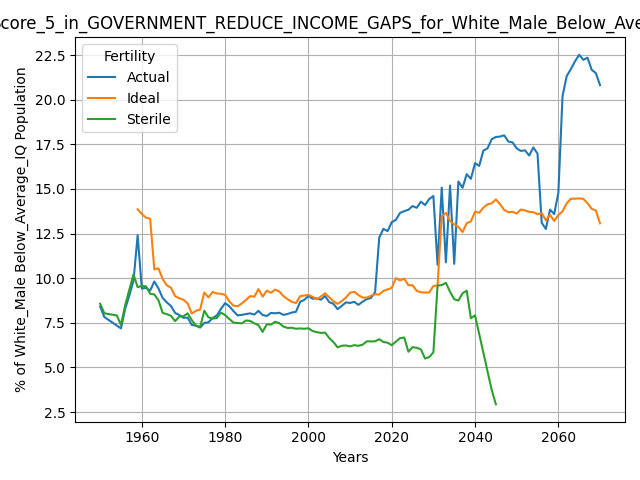 core_5_in_GOVERNMENT_REDUCE_INCOME_GAPS_for_White_Male_Below_Ave
Fertility
Actual
Ideal
Sterile
% of White_Male Below_Average_IQ Population
22.5
20.0
17.5
15.0
12.5
10.0
7.5
5.0
2.5
1960
1980
2000
2020
2040
2060
Years